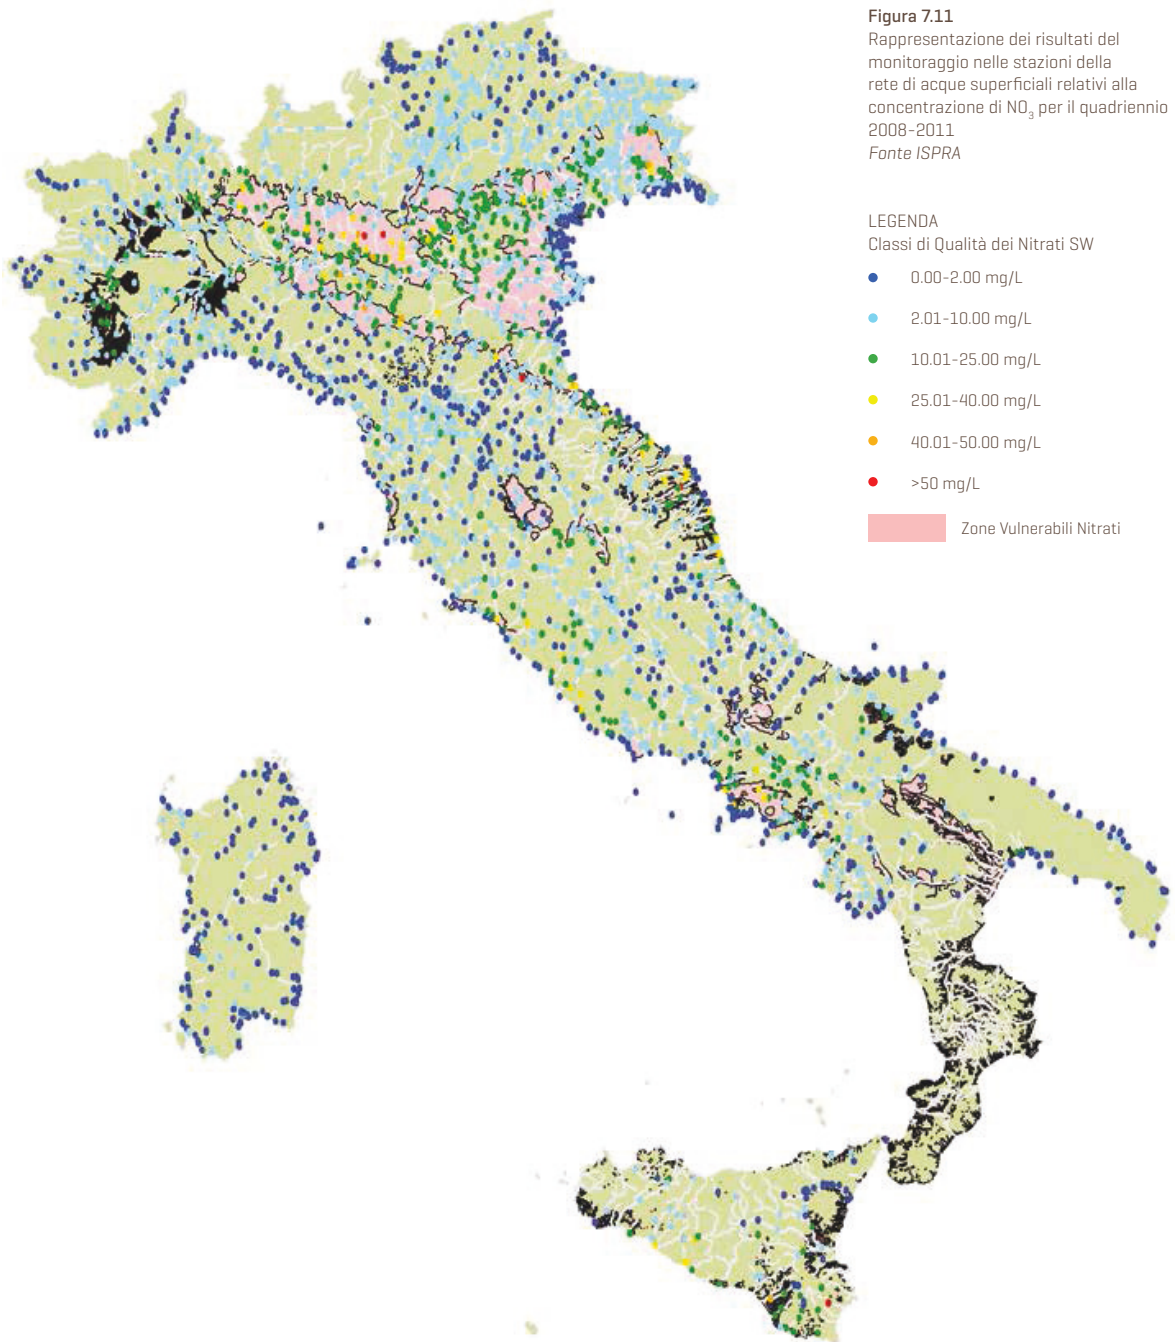 Figura 7.11
Rappresentazione dei risultati del
monitoraggio nelle stazioni della
rete di acque superficiali relativi alla
concentrazione di NO₃ per il quadriennio
2008-2011
Fonte ISPRA
LEGENDA
Classi di Qualità dei Nitrati SW
0.00-2.00 mg/L
2.01-10.00 mg/L
10.01-25.00 mg/L
25.01-40.00 mg/L
40.01-50.00 mg/L
>50 mg/L
Zone Vulnerabili Nitrati